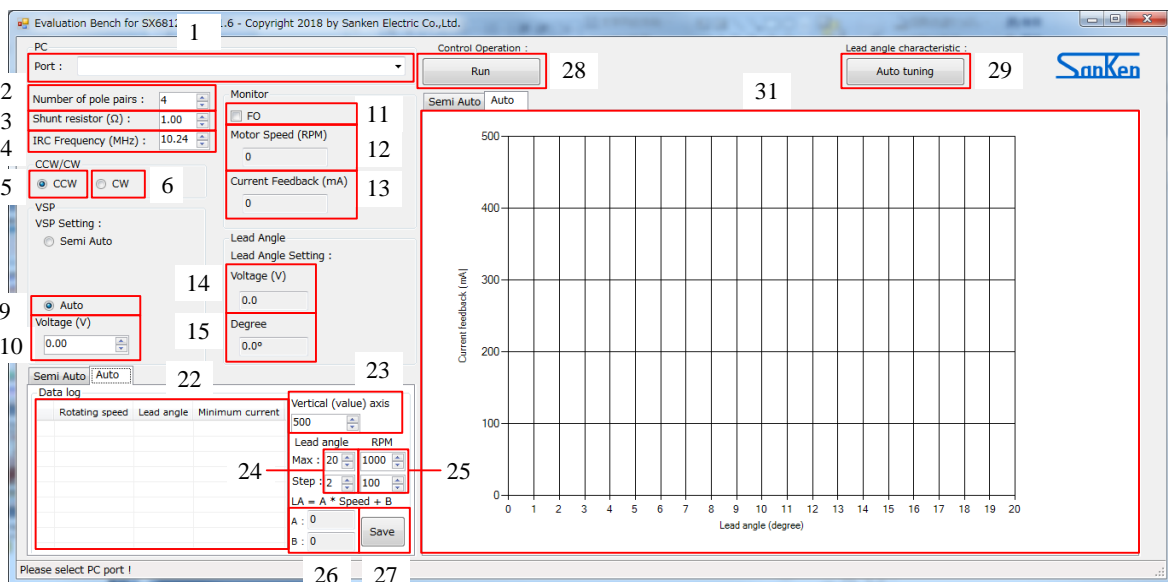 Evaluation Bench for SX6812 .6 - Copyright 2018 by Sanken Electric Co.,Ltd.
1
PC
Port :
Control Operation :
Run
28
Lead angle characteristic :
Auto tuning
29
SanKen
2
Number of pole pairs : 4
3
Shunt resistor (Ω) : 1.00
4
IRC Frequency (MHz) : 10.24
CCW/CW
5
CCW
CW
6
VSP
VSP Setting :
Semi Auto
9
Auto
10
Voltage (V)
0.00
Monitor
FO
11
Motor Speed (RPM)
0
12
Current Feedback (mA)
0
13
Lead Angle
Lead Angle Setting :
14
Voltage (V)
0.0
15
Degree
0.0°
Semi Auto Auto
22
Data log
Rotating speed Lead angle Minimum current
23
Vertical (value) axis
500
Lead angle RPM
Max : 20 1000
24
25
Step : 2 100
LA = A * Speed + B
A : 0
B : 0
Save
26
27
Semi Auto Auto
31
500
400
300
200
100
0
Current feedback (mA)
0 1 2 3 4 5 6 7 8 9 10 11 12 13 14 15 16 17 18 19 20
Lead angle (degree)
Please select PC port !